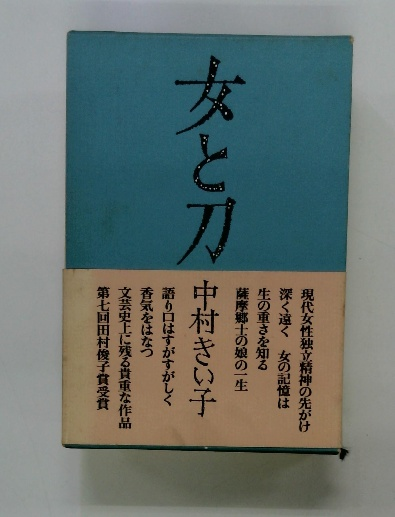 女と刀
現代女性独立精神の先がけ
深く遠く 女の記憶は
生の重さを知る
薩摩郷士の娘の一生
中村きい子
語り口はすがすがしく
香気をはなつ
文芸史上に残る貴重な作品
第七回田村俊子賞受賞